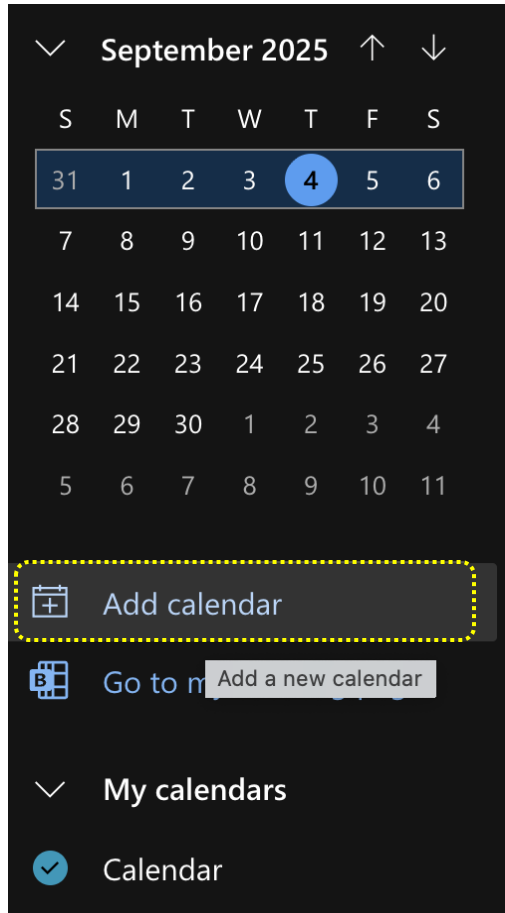 September 2025
S M T W T F S
31 1 2 3 4 5 6
7 8 9 10 11 12 13
14 15 16 17 18 19 20
21 22 23 24 25 26 27
28 29 30 1 2 3 4
5 6 7 8 9 10 11
Add calendar
B Go to
Add a new calendar
My calendars
Calendar